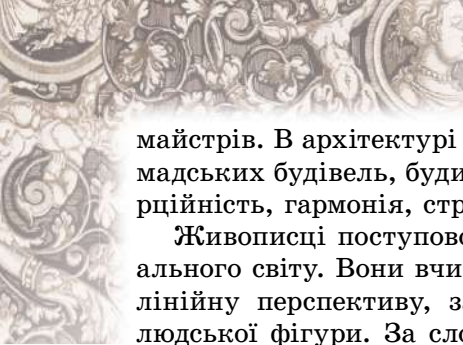 майстрів. В архітектурі
мадських будівель, буди
рційність, гармонія, стр
Живописці поступово
ального світу. Вони вчи
лінійну перспективу, за
людської фігури. За сло